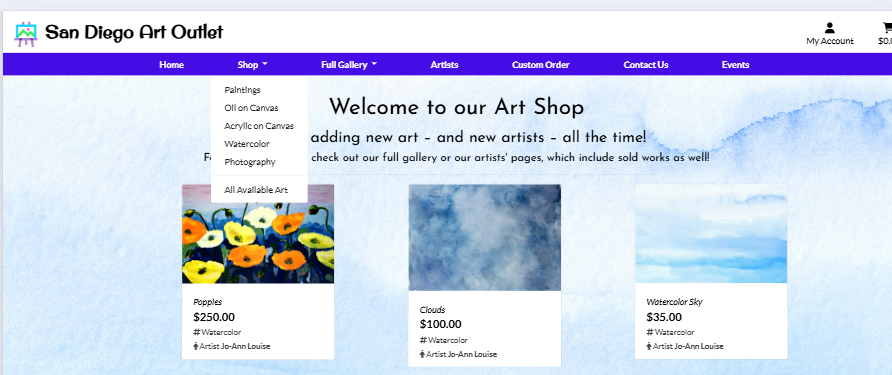 San Diego Art Outlet
My Account
Home Shop Full Gallery Artists Custom Order Contact Us Events
Paintings
Oil on Canvas
Acrylic on Canvas
Watercolor
Photography
All Available Art
Welcome to our Art Shop
adding new art – and new artists – all the time!
check out our full gallery or our artists' pages, which include sold works as well!
Poppies
$250.00
#Watercolor
Artist Jo-Ann Louise
Clouds
$100.00
#Watercolor
Artist Jo-Ann Louise
Watercolor Sky
$35.00
#Watercolor
Artist Jo-Ann Louise